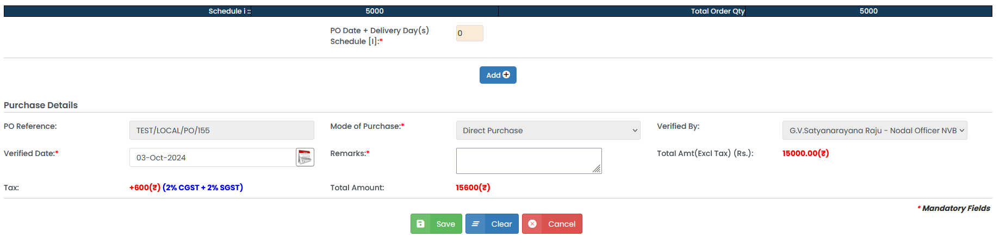 Schedule i :: 5000 Total Order Qty 5000
PO Date + Delivery Day(s) 0
Schedule [I]:*
Add
Purchase Details
PO Reference: TEST/LOCAL/PO/155 Mode of Purchase:* Direct Purchase Verified By: G.V.Satyanarayana Raju - Nodal Officer NVB
Verified Date:* 03-Oct-2024 Remarks:* Total Amt(Excl Tax) (Rs.): 15000.00(₹)
Tax: +600(₹) (2% CGST + 2% SGST) Total Amount: 15600(₹)
* Mandatory Fields
Save Clear Cancel